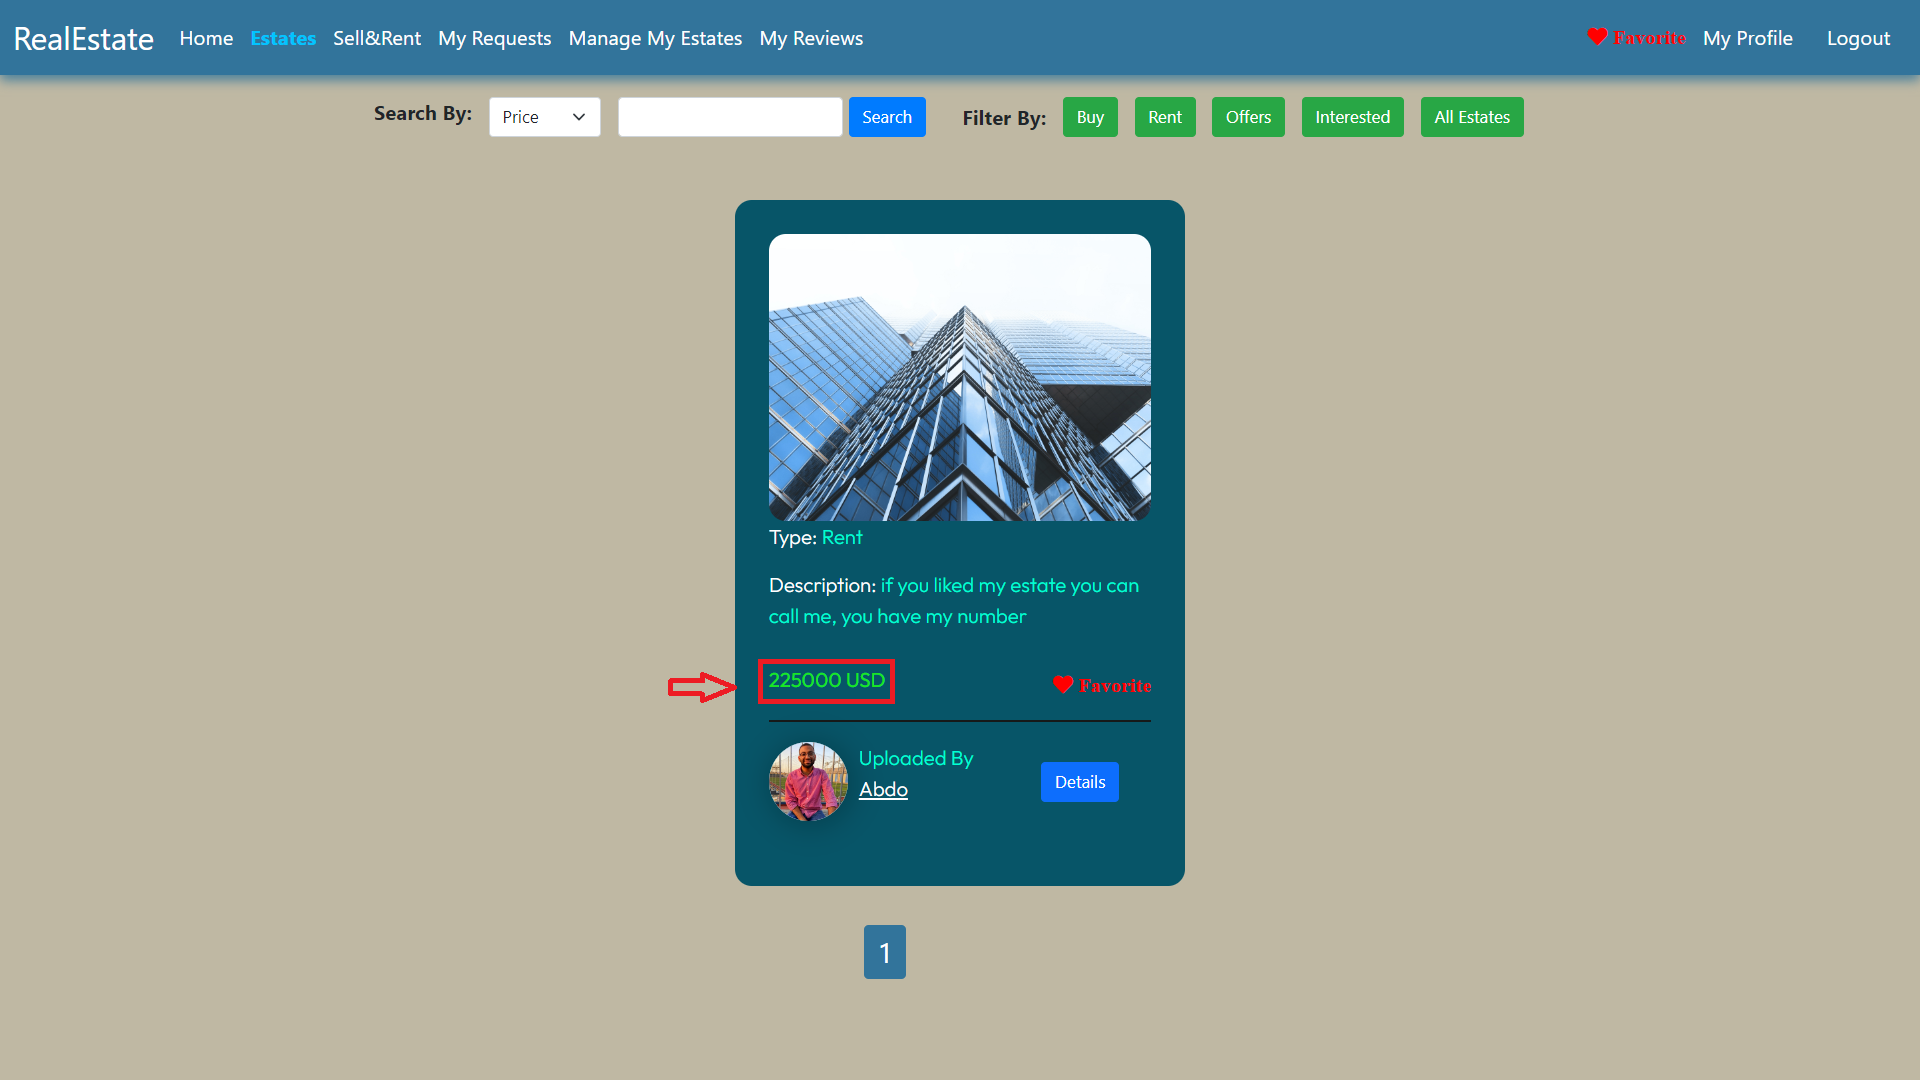 RealEstate Home Estates Sell&Rent My Requests Manage My Estates My Reviews Favorite My Profile Logout
Search By: Price Search Filter By: Buy Rent Offers Interested All Estates
Type: Rent
Description: if you liked my estate you can
call me, you have my number
225000 USD Favorite
Uploaded By
Abdo
Details
1